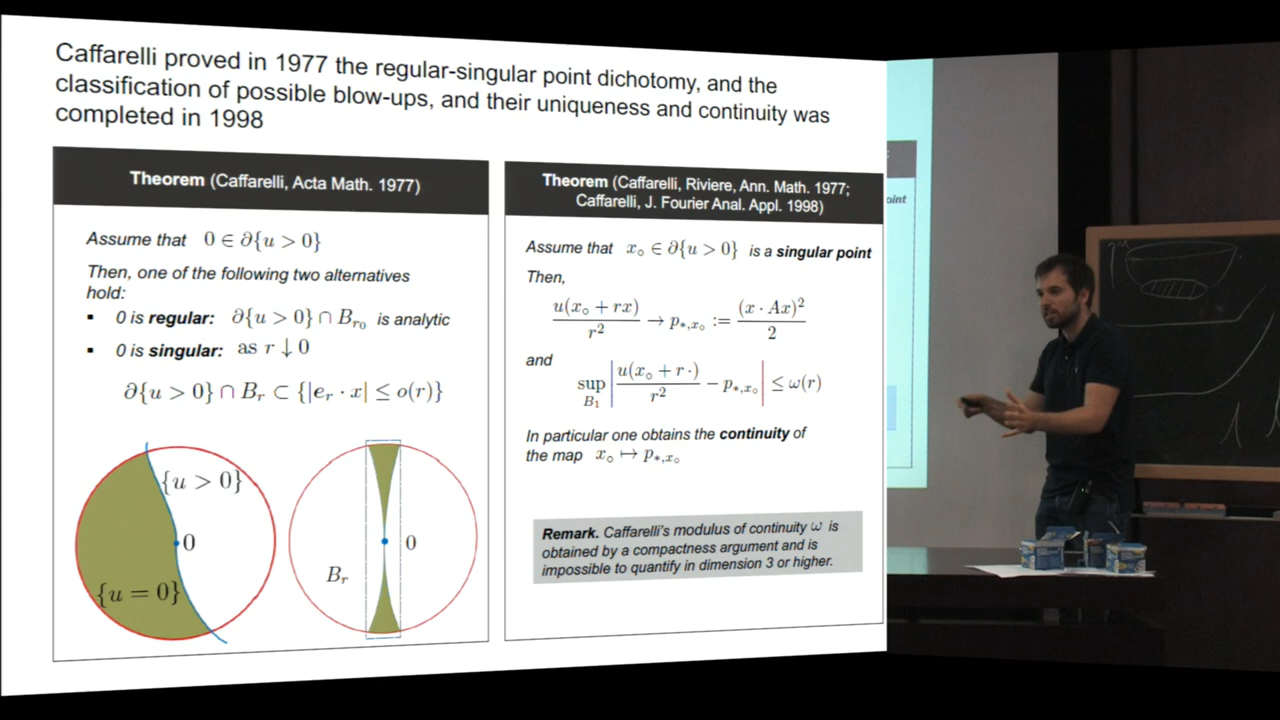 Caffarelli proved in 1977 the regular-singular point dichotomy, and the
classification of possible blow-ups, and their uniqueness and continuity was
completed in 1998
Theorem (Caffarelli, Acta Math. 1977)
Assume that 0 ∈ ∂{u > 0}
Then, one of the following two alternatives
hold:
▪ 0 is regular: ∂{u > 0} ∩ B_{r_0} is analytic
▪ 0 is singular: as r ↓ 0
∂{u > 0} ∩ B_r ⊂ {|e_r · x| ≤ o(r)}
{u > 0}
0
{u = 0}
0
B_r
Theorem (Caffarelli, Riviere, Ann. Math. 1977;
Caffarelli, J. Fourier Anal. Appl. 1998)
Assume that x_∘ ∈ ∂{u > 0} is a singular point
Then,
u(x_∘ + rx) / r^2 → p_{*,x_∘} := (x · Ax)^2 / 2
and
sup_{B_1} | u(x_∘ + r ·) / r^2 − p_{*,x_∘} | ≤ ω(r)
In particular one obtains the continuity of
the map x_∘ ↦ p_{*,x_∘}
Remark. Caffarelli's modulus of continuity ω is
obtained by a compactness argument and is
impossible to quantify in dimension 3 or higher.
oint